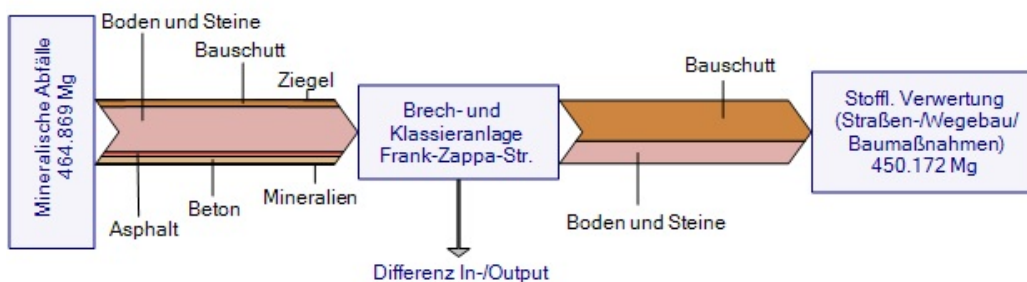 Mineralische Abfälle
464.869 Mg
Boden und Steine
Bauschutt
Ziegel
Asphalt
Beton
Mineralien
Brech- und
Klassieranlage
Frank-Zappa-Str.
Differenz In-/Output
Bauschutt
Boden und Steine
Stoffl. Verwertung
(Straßen-/Wegebau/
Baumaßnahmen)
450.172 Mg